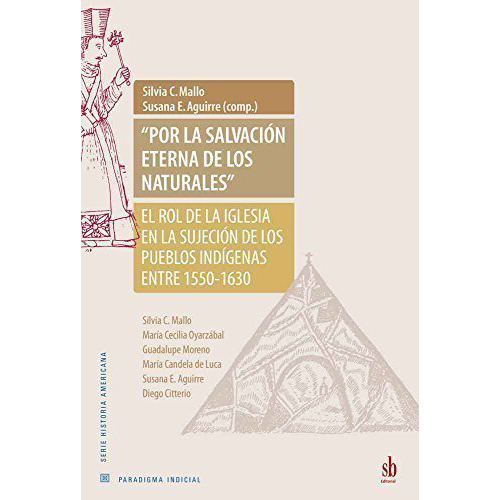 Silvia C. Mallo
Susana E. Aguirre (comp.)
“POR LA SALVACIÓN
ETERNA DE LOS
NATURALES”
EL ROL DE LA IGLESIA
EN LA SUJECIÓN DE LOS
PUEBLOS INDÍGENAS
ENTRE 1550-1630
Silvia C. Mallo
María Cecilia Oyarzábal
Guadalupe Moreno
María Candela de Luca
Susana E. Aguirre
Diego Citterio
SERIE HISTORIA AMERICANA
PARADIGMA INDICIAL
sb
Editorial